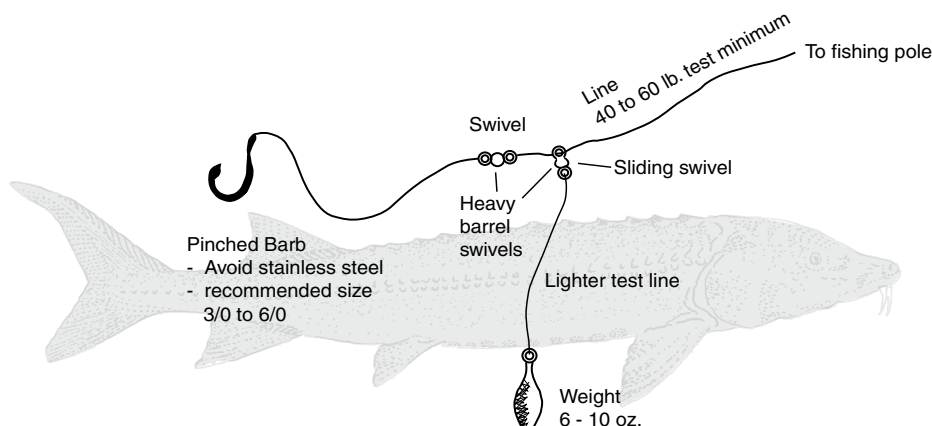 To fishing pole
Line
40 to 60 lb. test minimum
Swivel
Sliding swivel
Heavy
barrel
swivels
Pinched Barb
- Avoid stainless steel
- recommended size
3/0 to 6/0
Lighter test line
Weight
6 - 10 oz.